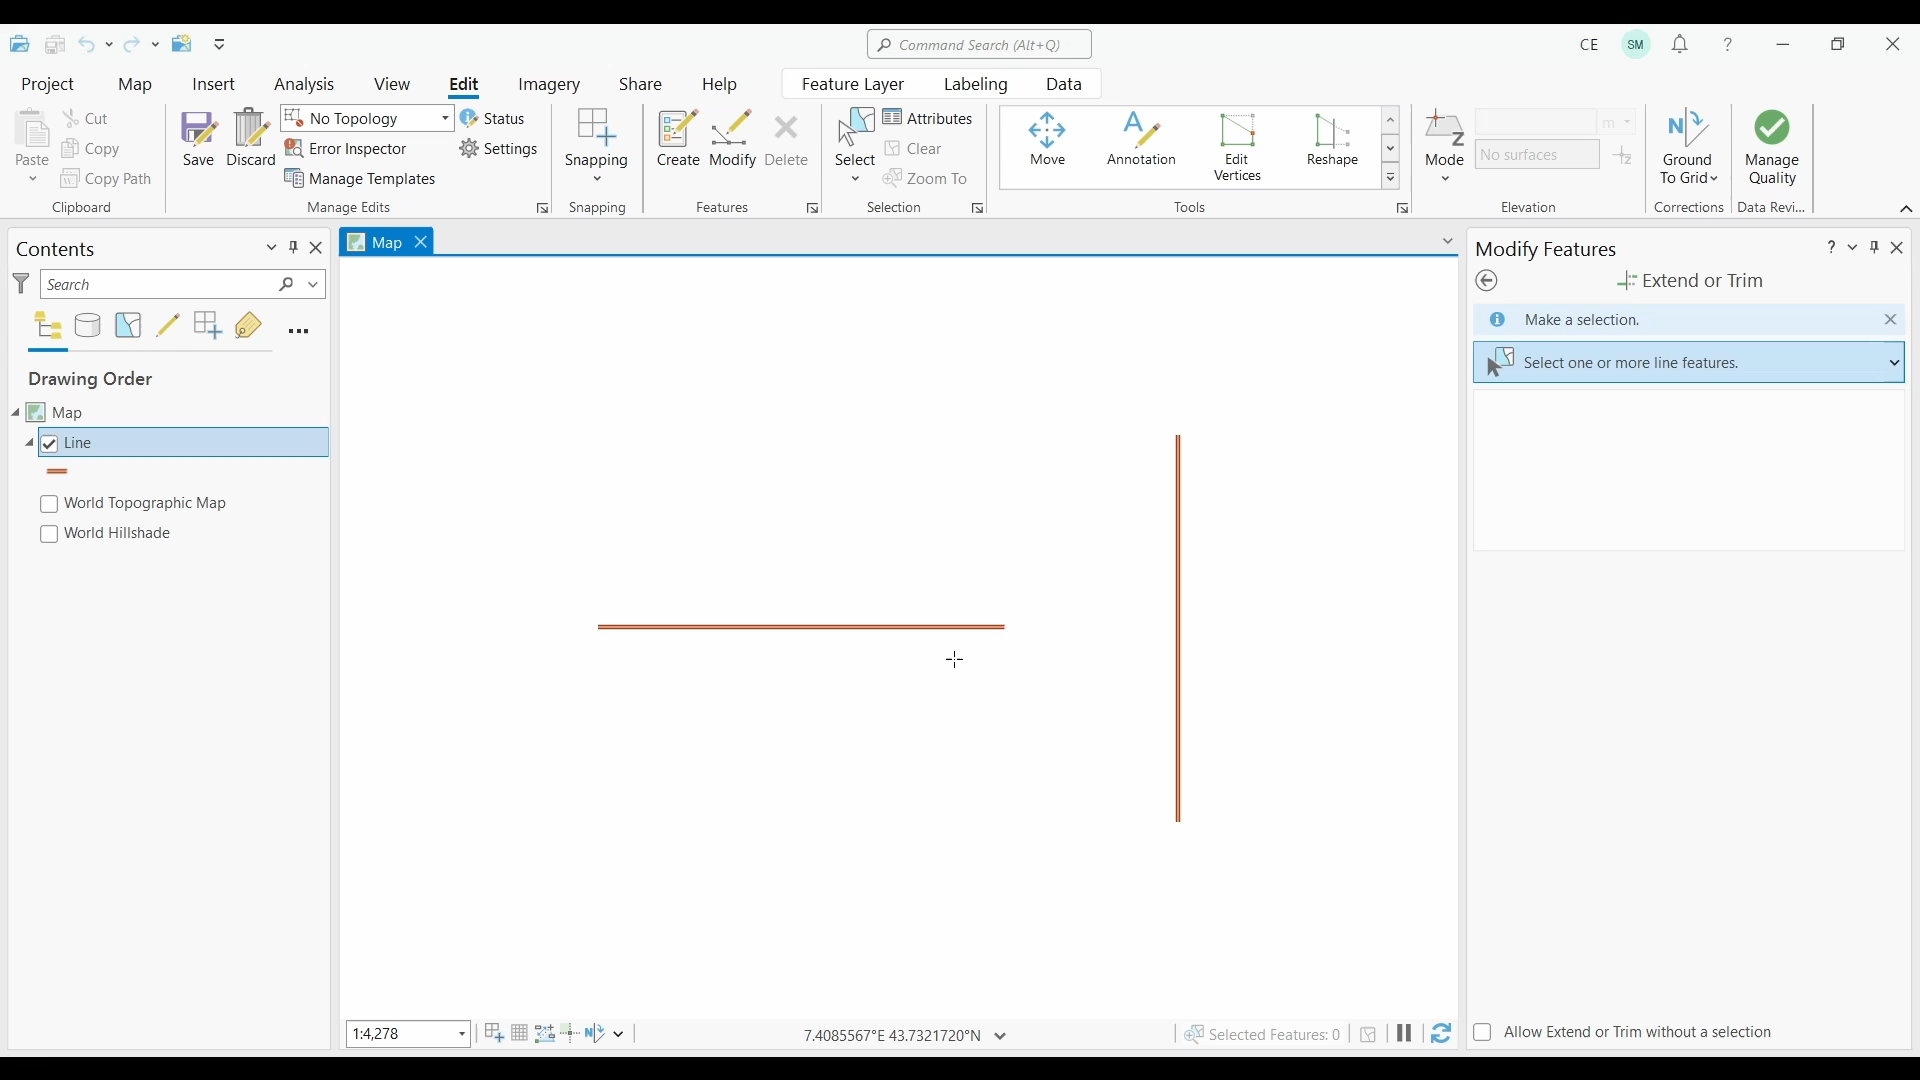 Command Search (Alt+Q)
CE
SM
?
Project
Map
Insert
Analysis
View
Edit
Imagery
Share
Help
Feature Layer
Labeling
Data
Paste
Cut
Copy
Copy Path
Clipboard
Save
Discard
No Topology
Error Inspector
Manage Templates
Status
Settings
Manage Edits
Snapping
Snapping
Create
Modify
Delete
Features
Select
Attributes
Clear
Zoom To
Selection
Move
Annotation
Edit
Vertices
Reshape
Tools
Mode
m
No surfaces
Elevation
Ground
To Grid
Corrections
Manage
Quality
Data Revi...
Contents
Search
Drawing Order
Map
Line
World Topographic Map
World Hillshade
Map
1:4,278
7.4085567°E 43.7321720°N
Selected Features: 0
Modify Features
?
Extend or Trim
Make a selection.
Select one or more line features.
Allow Extend or Trim without a selection